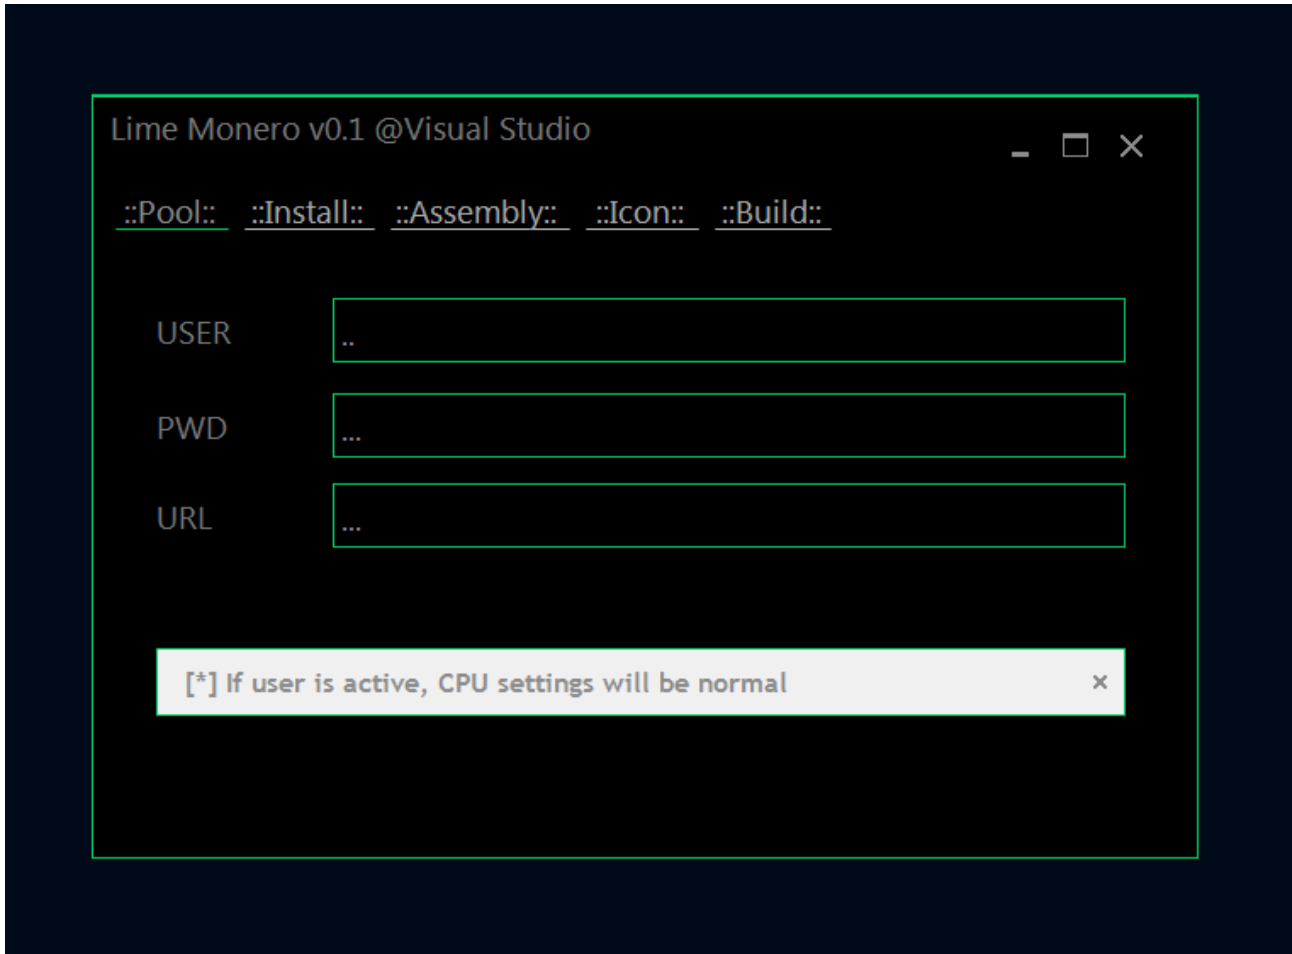 Lime Monero v0.1 @Visual Studio
::Pool:: ::Install:: ::Assembly:: ::Icon:: ::Build::
USER ..
PWD ...
URL ...
[*] If user is active, CPU settings will be normal